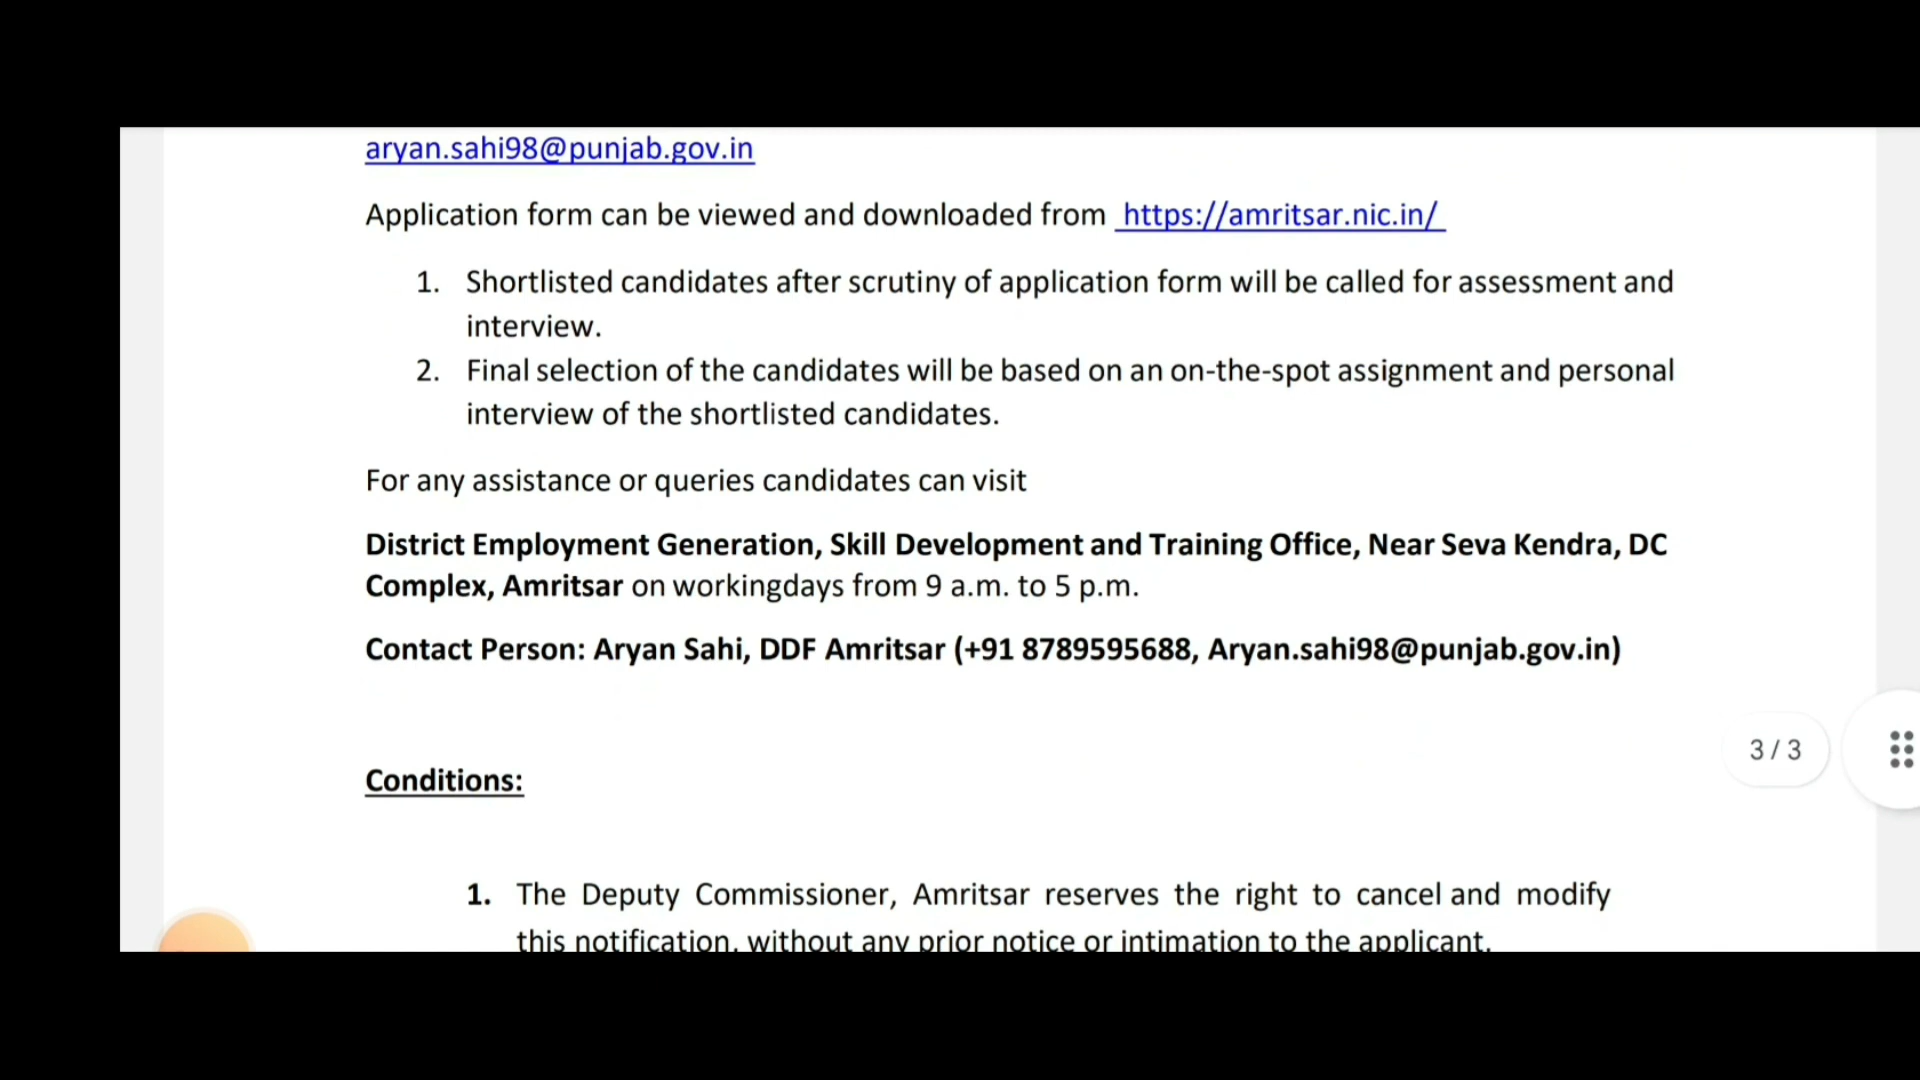 aryan.sahi98@punjab.gov.in
Application form can be viewed and downloaded from https://amritsar.nic.in/
1. Shortlisted candidates after scrutiny of application form will be called for assessment and
interview.
2. Final selection of the candidates will be based on an on-the-spot assignment and personal
interview of the shortlisted candidates.
For any assistance or queries candidates can visit
District Employment Generation, Skill Development and Training Office, Near Seva Kendra, DC
Complex, Amritsar on workingdays from 9 a.m. to 5 p.m.
Contact Person: Aryan Sahi, DDF Amritsar (+91 8789595688, Aryan.sahi98@punjab.gov.in)
3 / 3
Conditions:
1. The Deputy Commissioner, Amritsar reserves the right to cancel and modify
this notification, without any prior notice or intimation to the applicant.